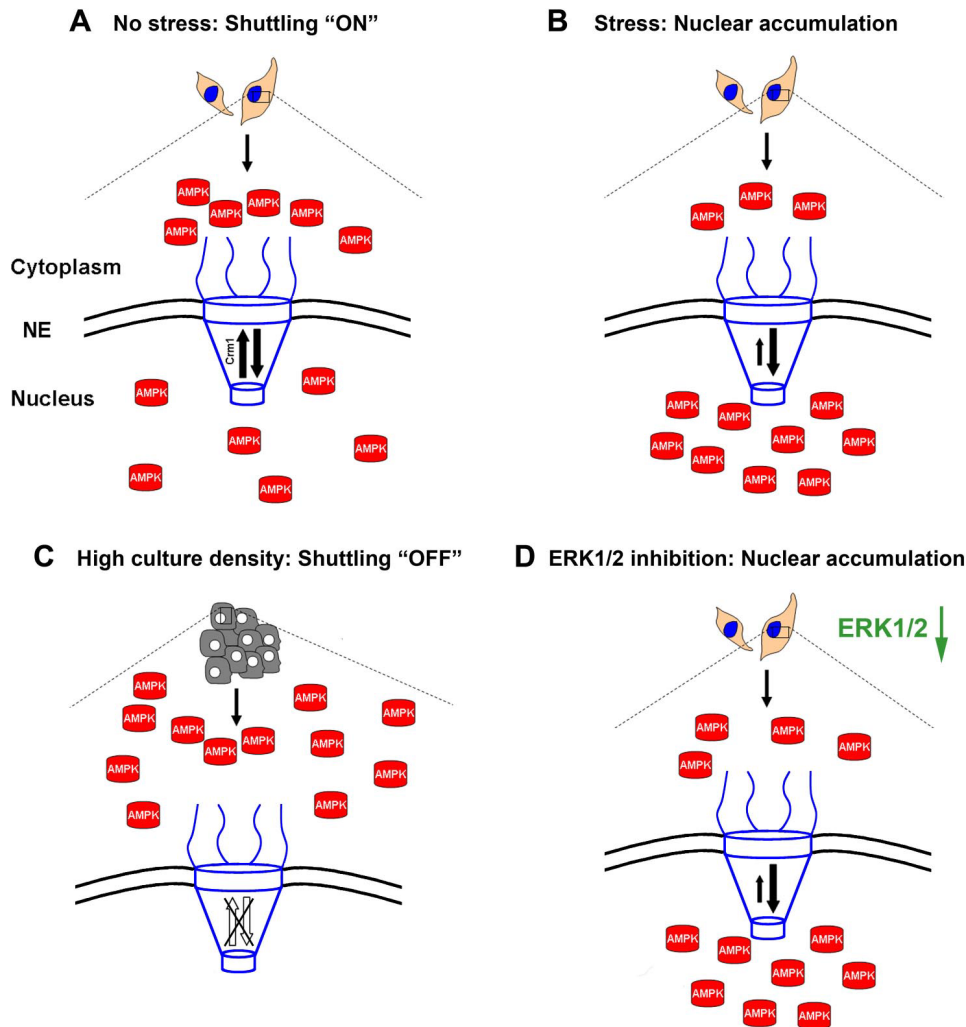 A No stress: Shuttling “ON”
AMPK
AMPK
AMPK
AMPK
AMPK
AMPK
Cytoplasm
NE
Crm1
Nucleus
AMPK
AMPK
AMPK
AMPK
AMPK
AMPK
B Stress: Nuclear accumulation
AMPK
AMPK
AMPK
AMPK
AMPK
AMPK
AMPK
AMPK
AMPK
AMPK
AMPK
AMPK
C High culture density: Shuttling “OFF”
AMPK
AMPK
AMPK
AMPK
AMPK
AMPK
AMPK
AMPK
AMPK
AMPK
AMPK
AMPK
D ERK1/2 inhibition: Nuclear accumulation
ERK1/2
AMPK
AMPK
AMPK
AMPK
AMPK
AMPK
AMPK
AMPK
AMPK
AMPK
AMPK
AMPK